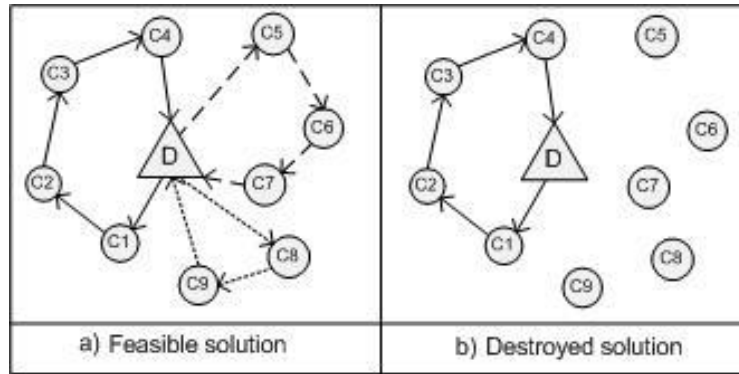 C4
C5
C3
C6
D
C7
C2
C1
C8
C9
a) Feasible solution
C4
C5
C3
C6
D
C7
C2
C1
C8
C9
b) Destroyed solution